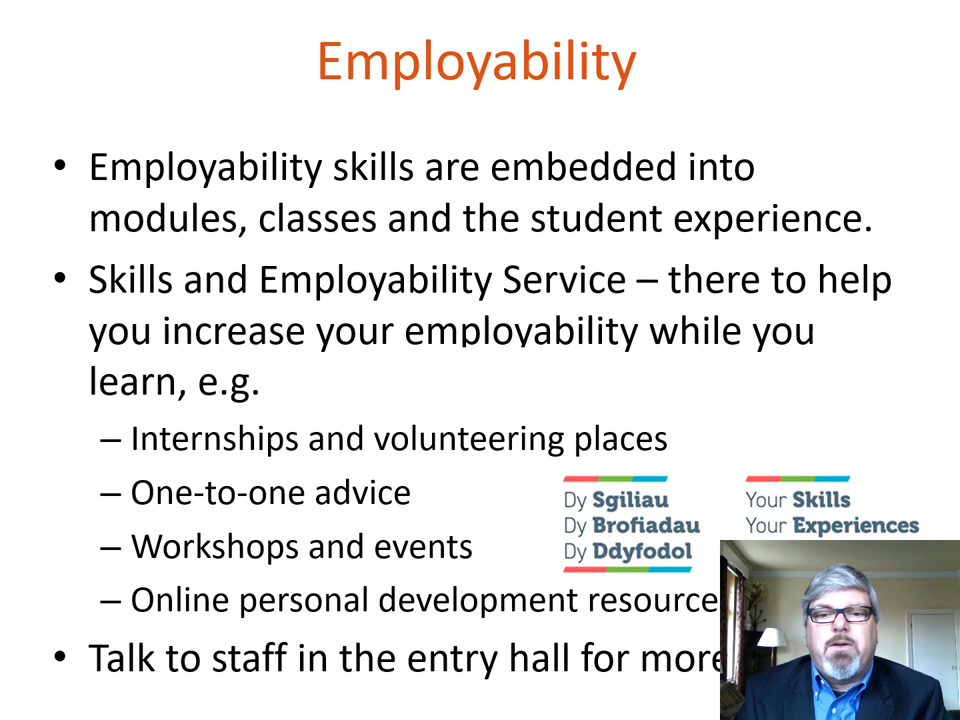 Employability
• Employability skills are embedded into
modules, classes and the student experience.
• Skills and Employability Service – there to help
you increase your employability while you
learn, e.g.
– Internships and volunteering places
– One-to-one advice
Dy Sgiliau
Dy Brofiadau
Dy Ddyfodol
Your Skills
Your Experiences
– Workshops and events
– Online personal development resource
• Talk to staff in the entry hall for more